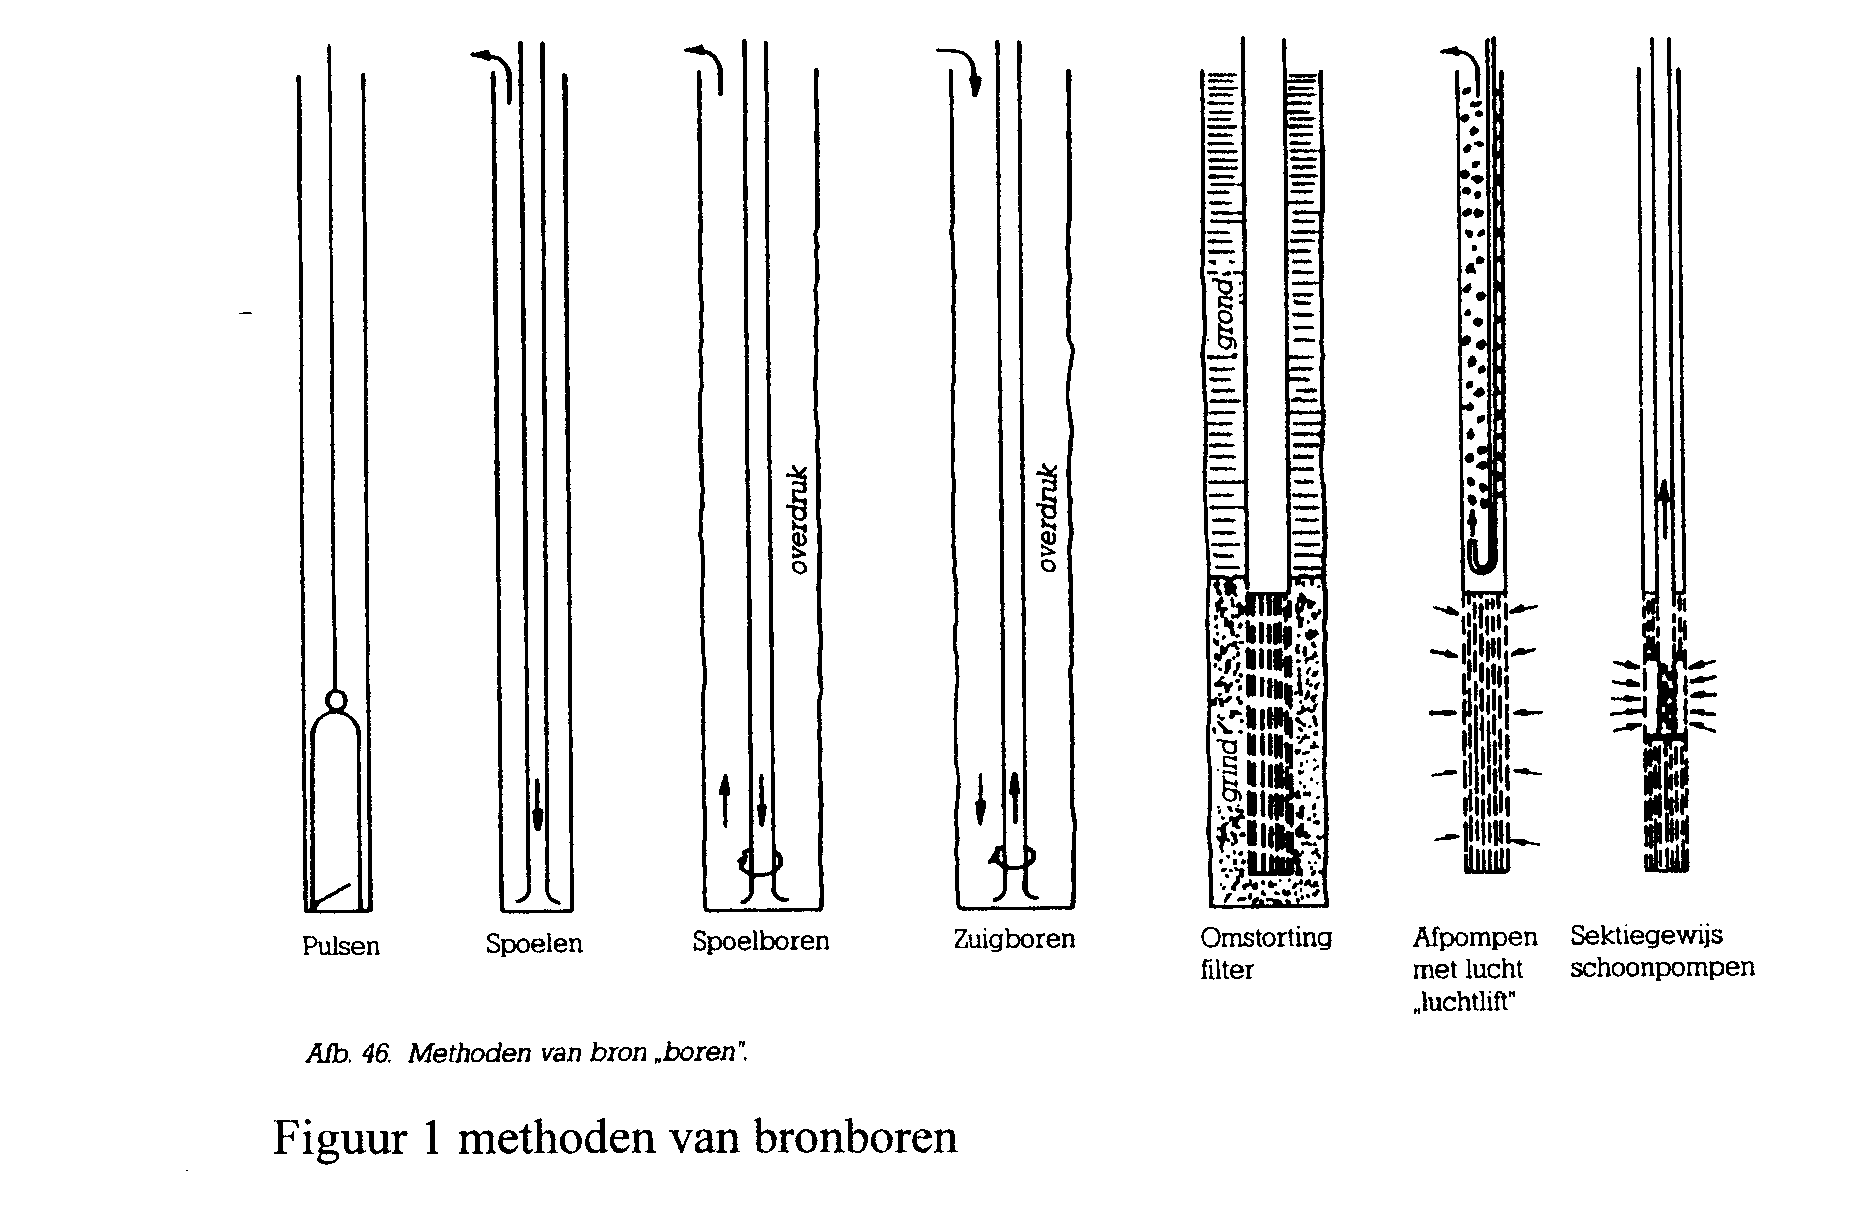 overdruk
overdruk
grond
grind
Pulsen
Spoelen
Spoelboren
Zuigboren
Omstorting
filter
Afpompen
met lucht
„luchtlift"
Sektiegewijs
schoonpompen
Afb. 46. Methoden van bron „boren".
Figuur 1 methoden van bronboren